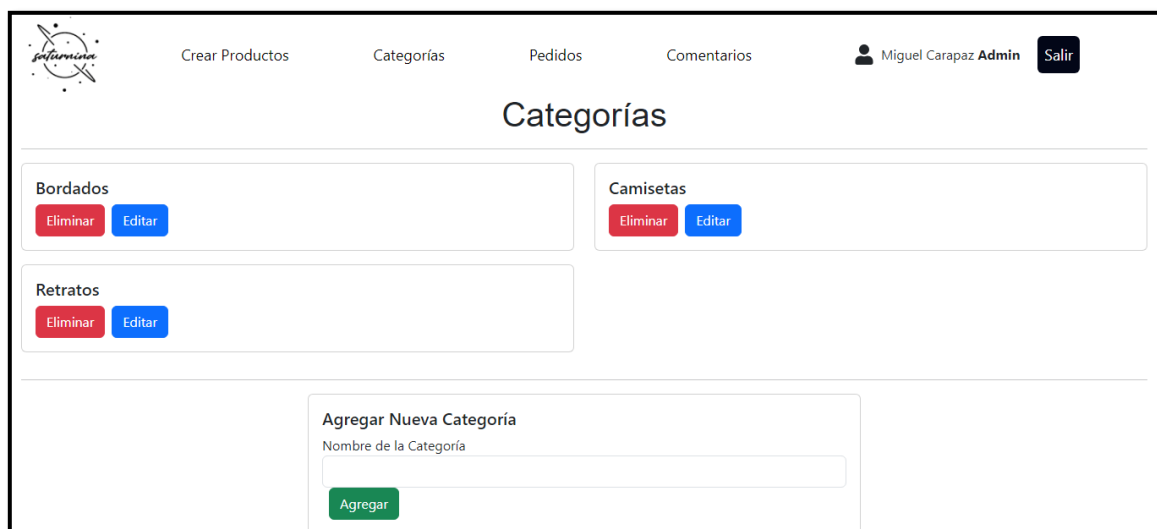 saturnina
Crear Productos
Categorías
Pedidos
Comentarios
Miguel Carapaz Admin
Salir
Categorías
Bordados
Eliminar
Editar
Camisetas
Eliminar
Editar
Retratos
Eliminar
Editar
Agregar Nueva Categoría
Nombre de la Categoría
Agregar